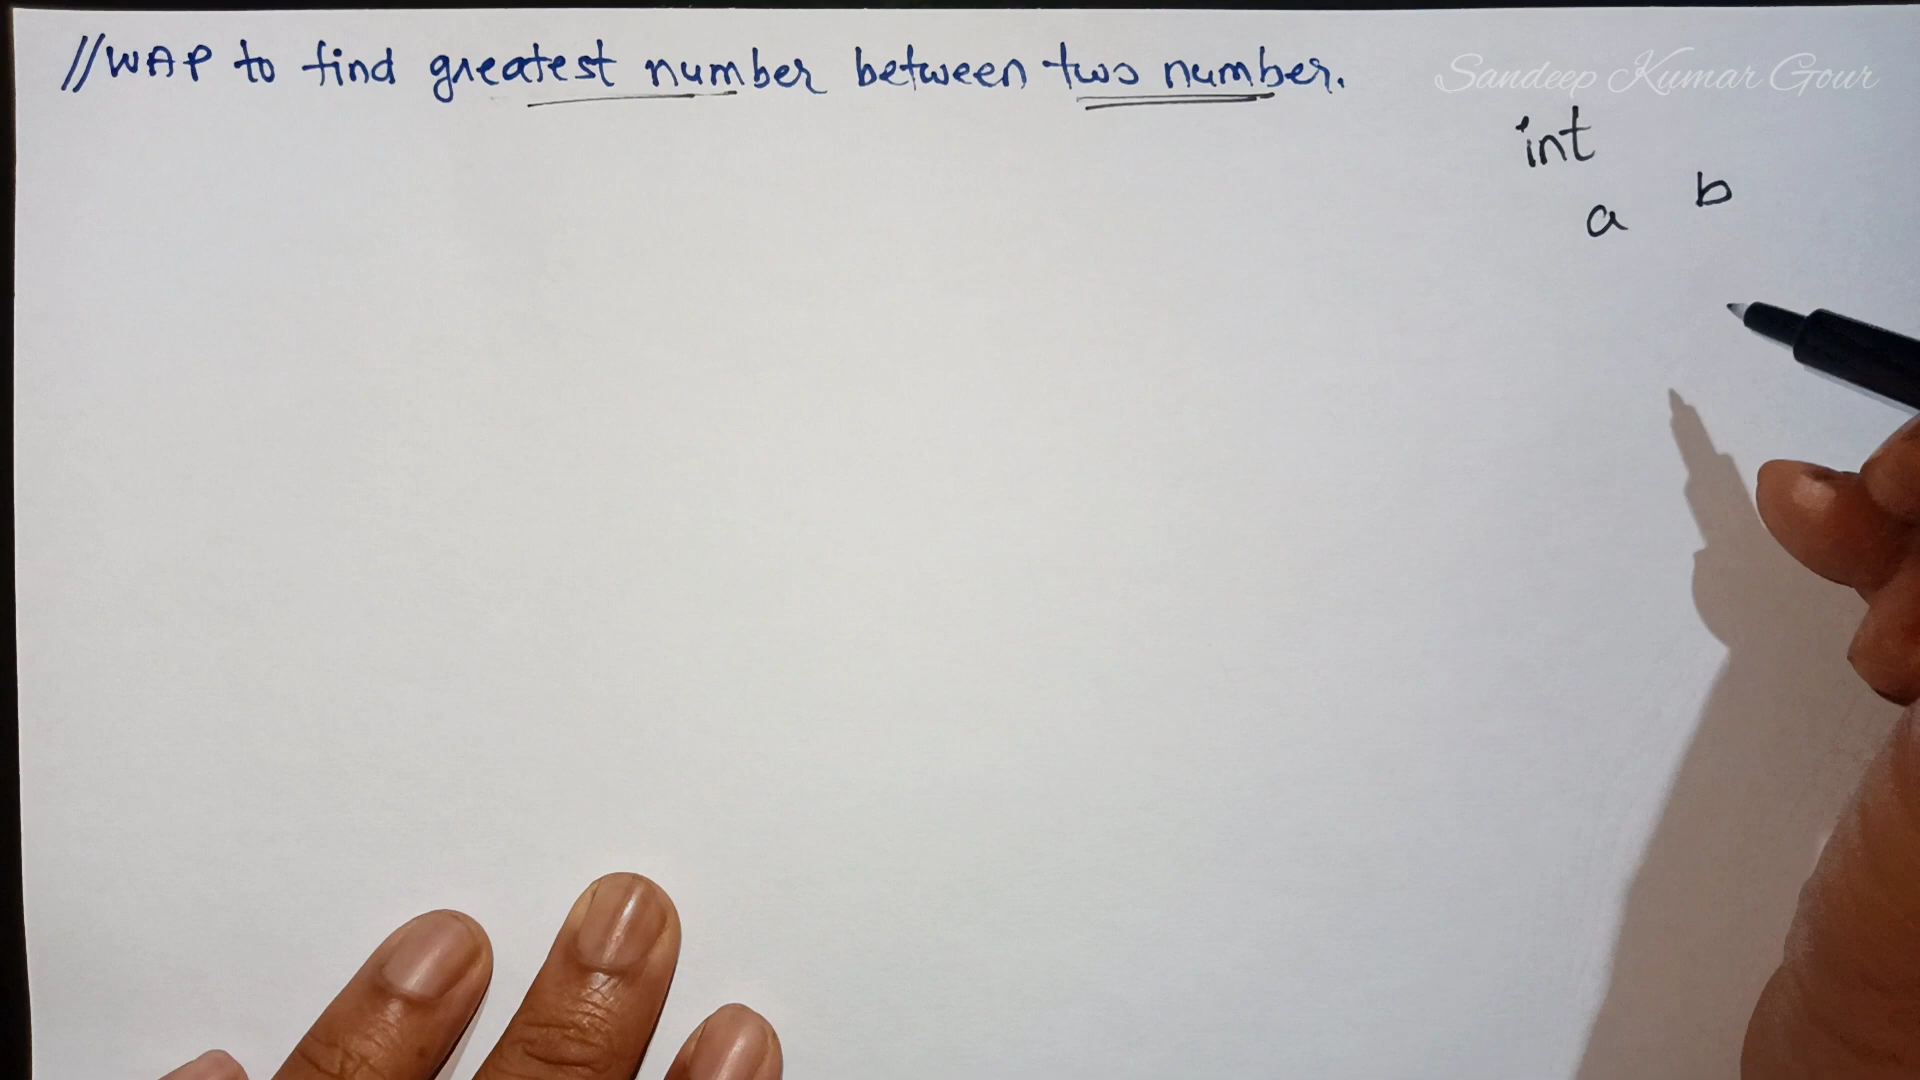 //WAP to find greatest number between two number.
Sandeep Kumar Gour
int
a b